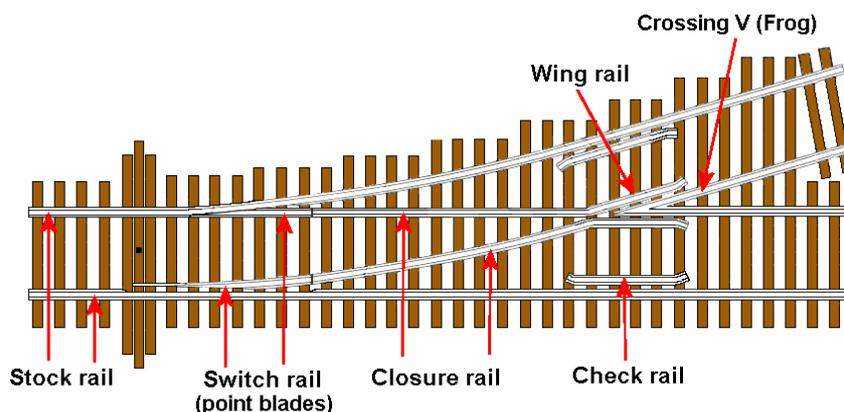 Crossing V (Frog)
Wing rail
Stock rail
Switch rail
(point blades)
Closure rail
Check rail